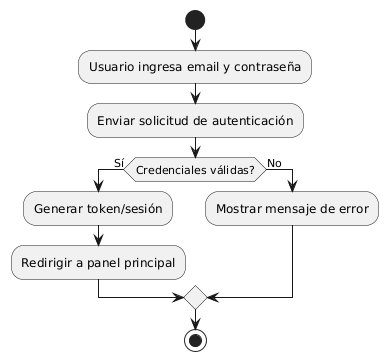 Usuario ingresa email y contraseña
Enviar solicitud de autenticación
Sí
Credenciales válidas?
No
Generar token/sesión
Mostrar mensaje de error
Redirigir a panel principal